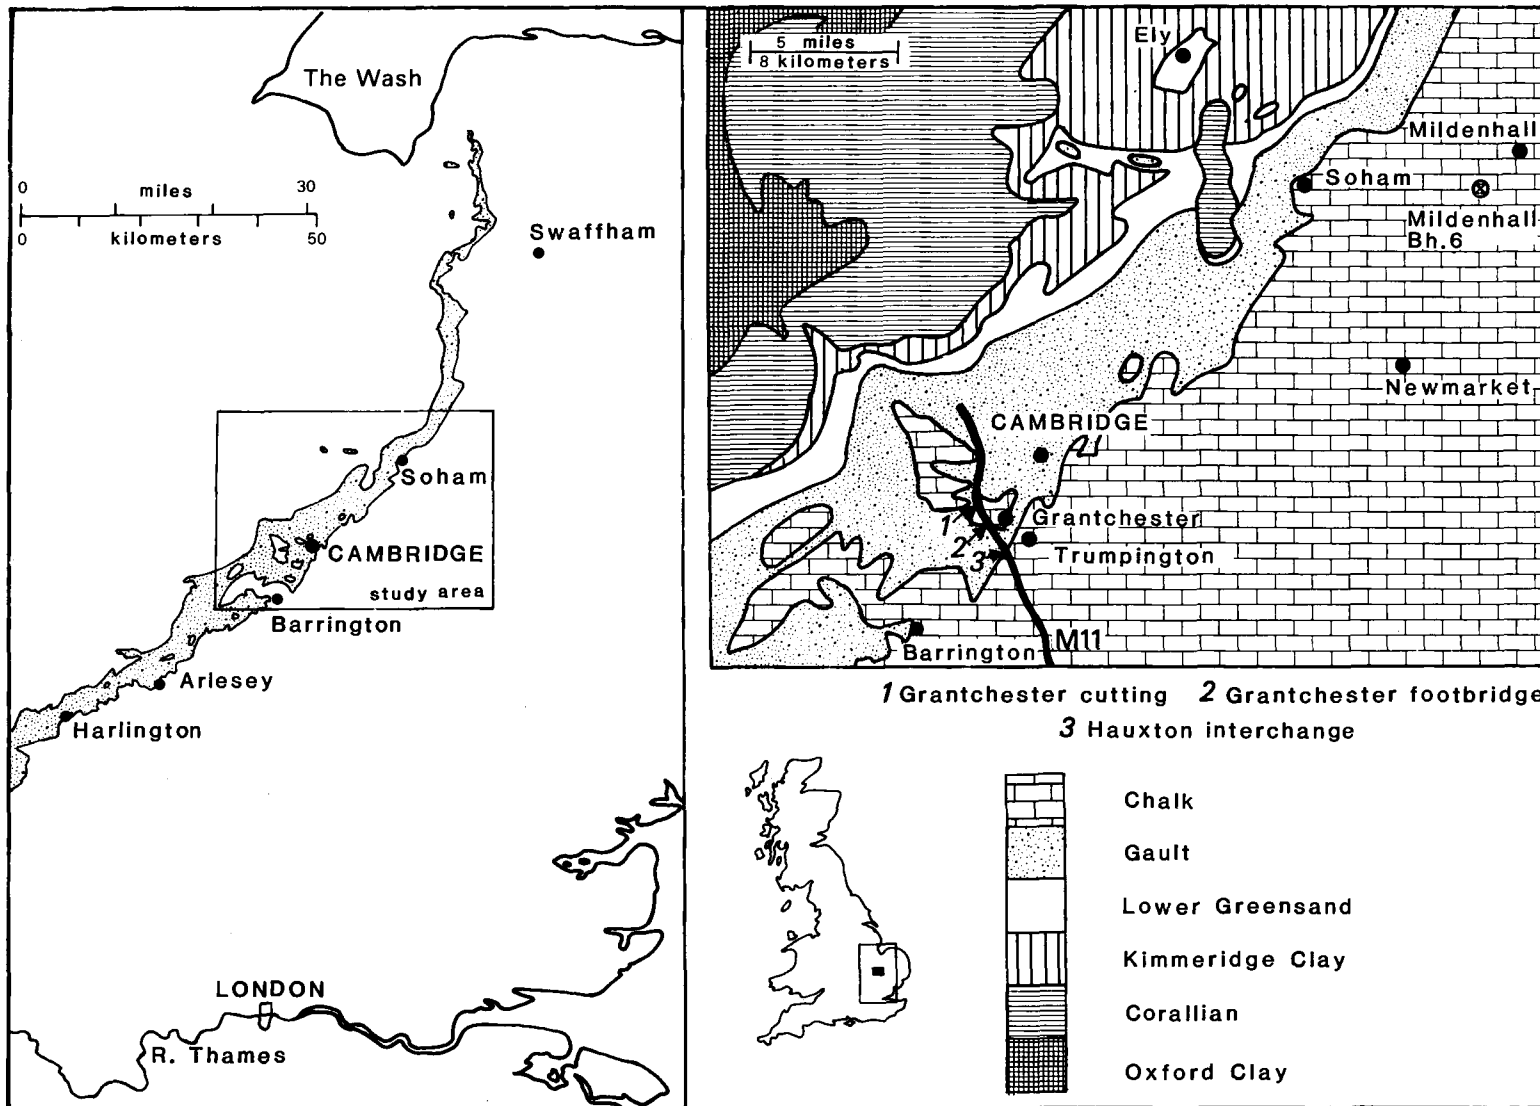 The Wash
0 miles 30
0 kilometers 50
Swaffham
Soham
CAMBRIDGE
study area
Barrington
Arlesey
Harlington
LONDON
R. Thames
5 miles
8 kilometers
Ely
Mildenhall
Soham
Mildenhall
Bh.6
Newmarket
CAMBRIDGE
1
Grantchester
2
Trumpington
3
Barrington
M11
1 Grantchester cutting 2 Grantchester footbridge
3 Hauxton interchange
Chalk
Gault
Lower Greensand
Kimmeridge Clay
Corallian
Oxford Clay